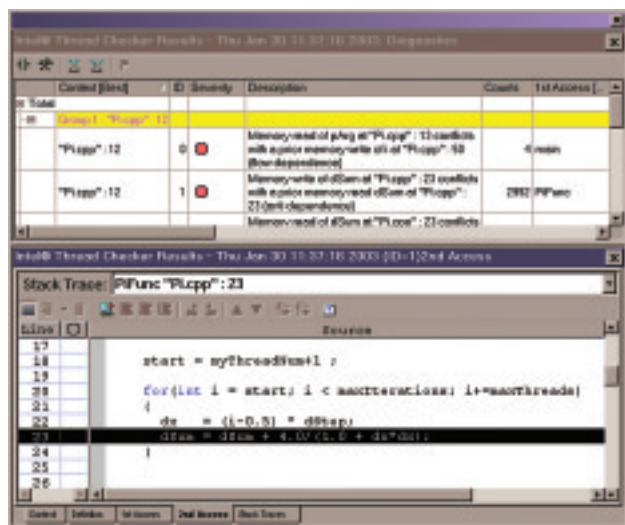 Intel® Thread Checker Results - Thu Jan 30 11:37:16 2003: Diagnostics
Context [Best] ID Severity Description Counts 1st Access [...
Total
Group 1 : "Pi.cpp": 12
"Pi.cpp": 12 0 Memory read of pArg at "Pi.cpp" : 13 conflicts
with a prior memory write of i at "Pi.cpp": 50
(flow dependence) 4 main
"Pi.cpp": 12 1 Memory write of dSum at "Pi.cpp" : 23 conflicts
with a prior memory read of dSum at "Pi.cpp" :
23 (anti dependence) PiFunc
Memory read of dSum at "Pi.cpp" : 23 conflicts
Intel® Thread Checker Results - Thu Jan 30 11:37:16 2003 (ID=1)2nd Access
Stack Trace: PiFunc "Pi.cpp" : 23
Line Source
17
18 start = myThreadNum+1 ;
19
20 for(int i = start; i < maxIterations; i+=maxThreads)
21 {
22 dx = (i-0.5) * dStep;
23 dSum = dSum + 4.0/(1.0 + dx*dx);
24 }
25
26
Context Definition 1st Access 2nd Access Stack Traces